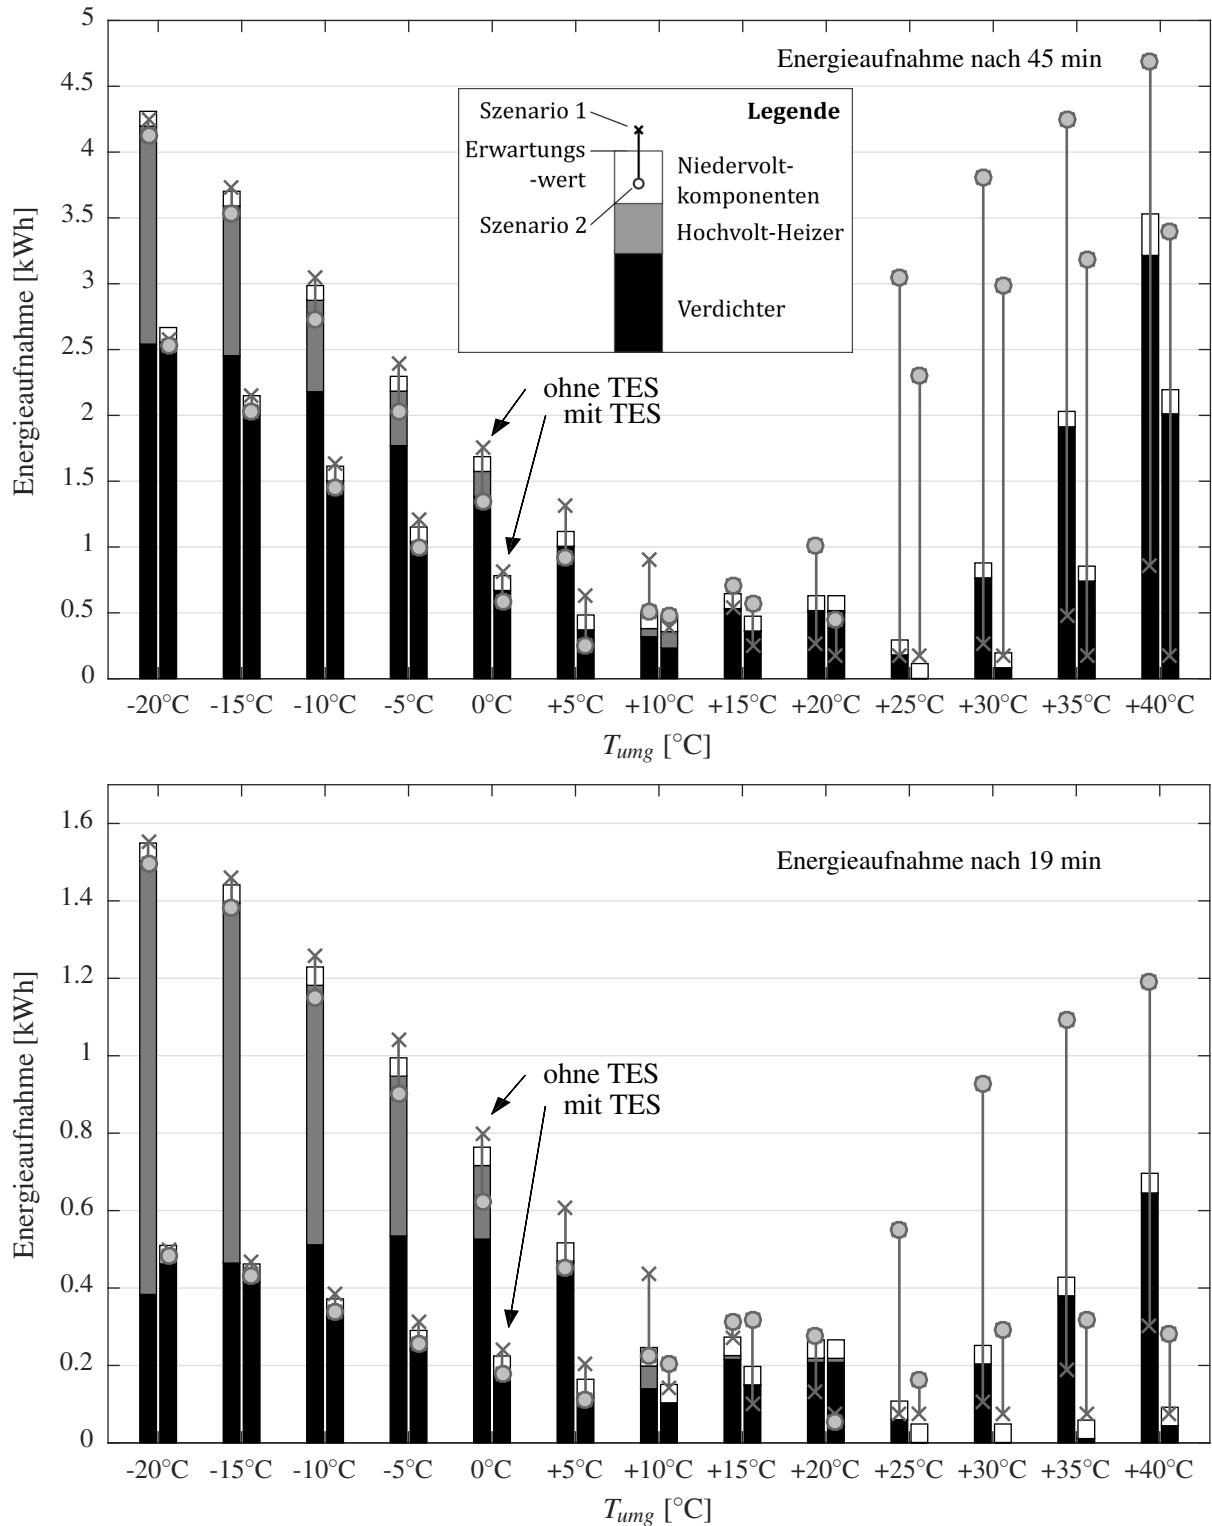 5
4.5
4
3.5
3
2.5
2
1.5
1
0.5
0
Energieaufnahme [kWh]
Energieaufnahme nach 45 min
Legende
Szenario 1
Erwartungs
-wert
Szenario 2
Niedervolt-
komponenten
Hochvolt-Heizer
Verdichter
ohne TES
mit TES
-20°C -15°C -10°C -5°C 0°C +5°C +10°C +15°C +20°C +25°C +30°C +35°C +40°C
T_umg [°C]
1.6
1.4
1.2
1
0.8
0.6
0.4
0.2
0
Energieaufnahme [kWh]
Energieaufnahme nach 19 min
ohne TES
mit TES
-20°C -15°C -10°C -5°C 0°C +5°C +10°C +15°C +20°C +25°C +30°C +35°C +40°C
T_umg [°C]